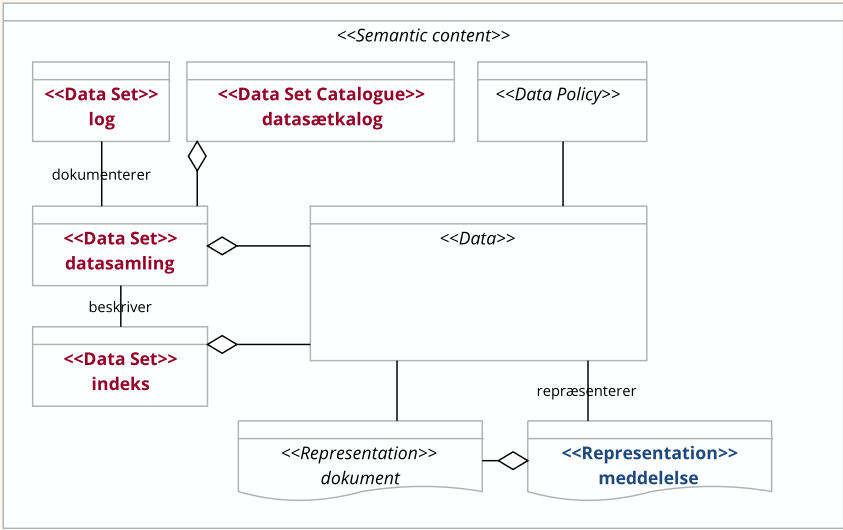 <<Semantic content>>
<<Data Set>>
log
<<Data Set Catalogue>>
datasætkalog
<<Data Policy>>
dokumenterer
<<Data Set>>
datasamling
<<Data>>
beskriver
<<Data Set>>
indeks
repræsenterer
<<Representation>>
dokument
<<Representation>>
meddelelse